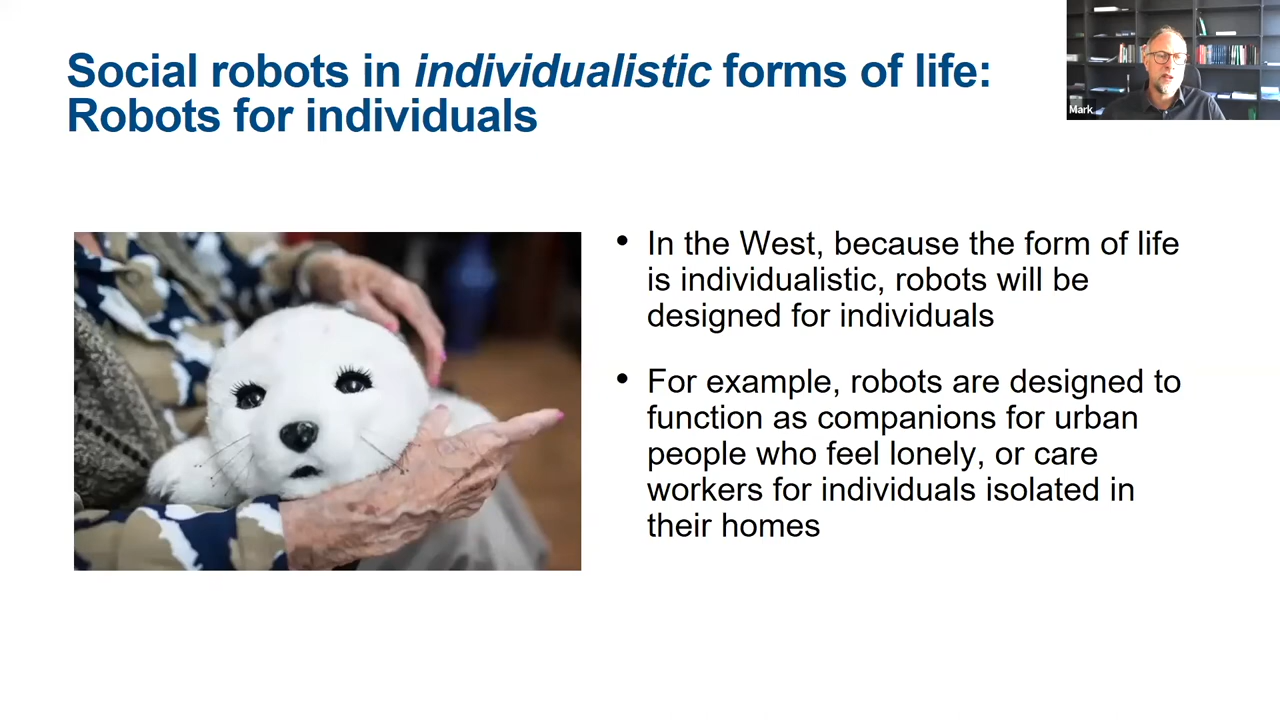 Social robots in individualistic forms of life:
Robots for individuals
Mark
• In the West, because the form of life
is individualistic, robots will be
designed for individuals
• For example, robots are designed to
function as companions for urban
people who feel lonely, or care
workers for individuals isolated in
their homes